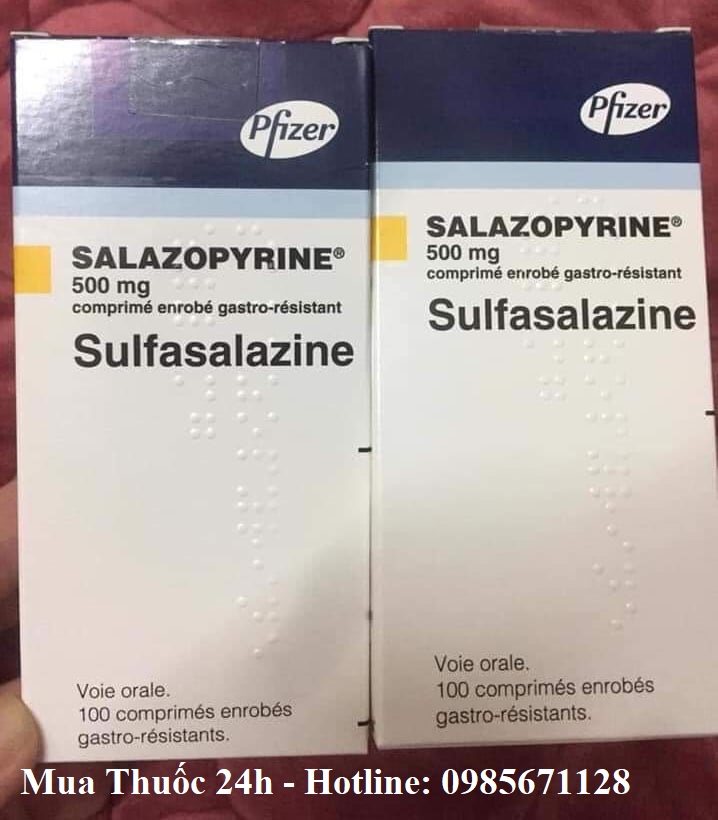 Pfizer
SALAZOPYRINE®
500 mg
comprimé enrobé gastro-résistant
Sulfasalazine
Voie orale.
100 comprimés enrobés
gastro-résistants.
Pfizer
SALAZOPYRINE®
500 mg
comprimé enrobé gastro-résistant
Sulfasalazine
Voie orale.
100 comprimés enrobés
gastro-résistants.
Mua Thuốc 24h - Hotline: 0985671128